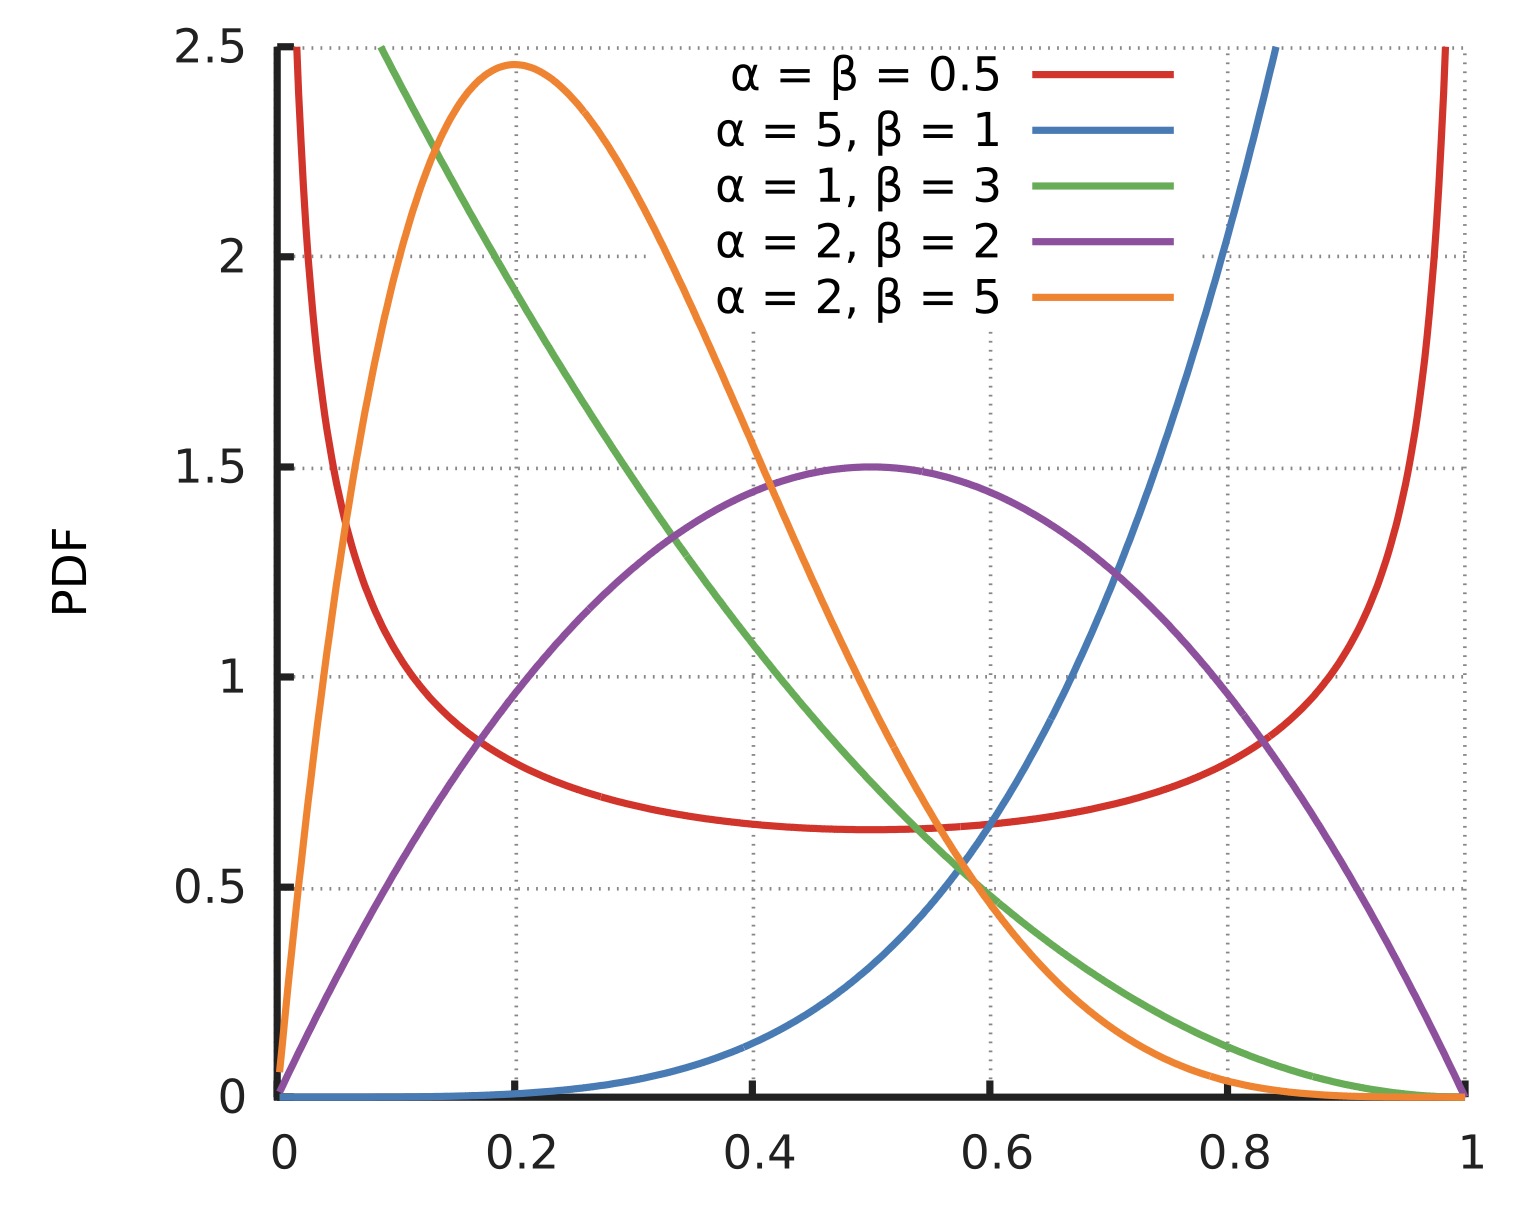 2.5
2
1.5
1
0.5
0
PDF
α = β = 0.5
α = 5, β = 1
α = 1, β = 3
α = 2, β = 2
α = 2, β = 5
0 0.2 0.4 0.6 0.8 1